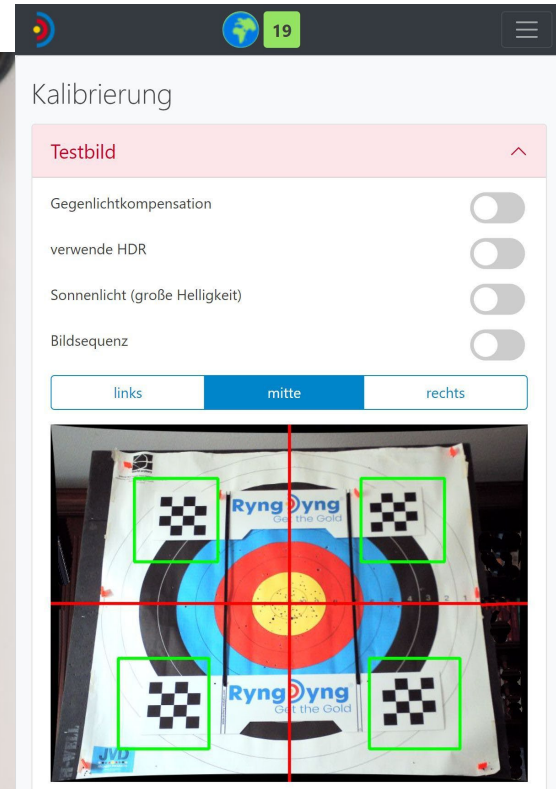 19
Kalibrierung
Testbild
Gegenlichtkompensation
verwende HDR
Sonnenlicht (große Helligkeit)
Bildsequenz
links
mitte
rechts
RyngDyng
Get the Gold
RyngDyng
Get the Gold
JVD